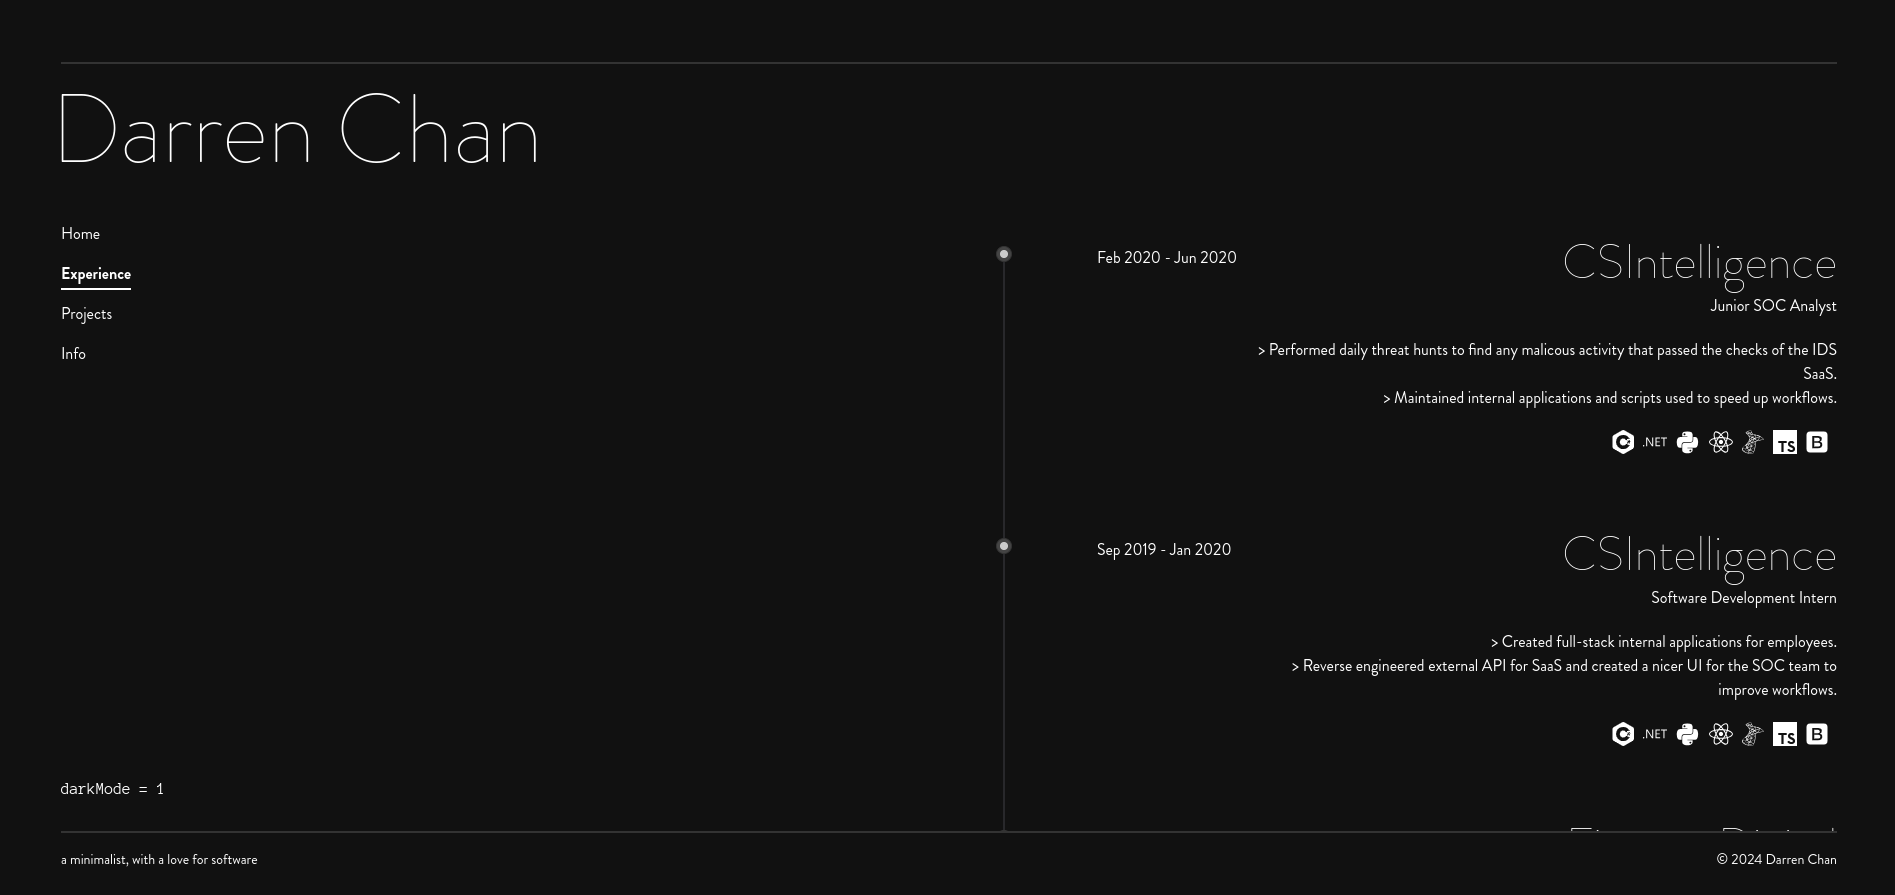 Darren Chan
Home
Experience
Projects
Info
Feb 2020 - Jun 2020
CSIntelligence
Junior SOC Analyst
> Performed daily threat hunts to find any malicous activity that passed the checks of the IDS
SaaS.
> Maintained internal applications and scripts used to speed up workflows.
.NET
TS
B
Sep 2019 - Jan 2020
CSIntelligence
Software Development Intern
> Created full-stack internal applications for employees.
> Reverse engineered external API for SaaS and created a nicer UI for the SOC team to
improve workflows.
.NET
TS
B
darkMode = 1
a minimalist, with a love for software
© 2024 Darren Chan